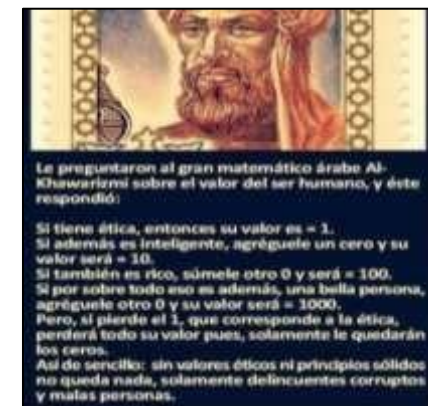 Le preguntaron al gran matemático árabe Al-
Khawarizmi sobre el valor del ser humano, y éste
respondió:
Si tiene ética, entonces su valor es = 1.
Si además es inteligente, agréguele un cero y su
valor será = 10.
Si también es rico, súmele otro 0 y será = 100.
Si por sobre todo eso es además, una bella persona,
agréguele otro 0 y su valor será = 1000.
Pero, si pierde el 1, que corresponde a la ética,
perderá todo su valor pues, solamente le quedarán
los ceros.
Así de sencillo: sin valores éticos ni principios sólidos
no queda nada, solamente delincuentes corruptos
y malas personas.